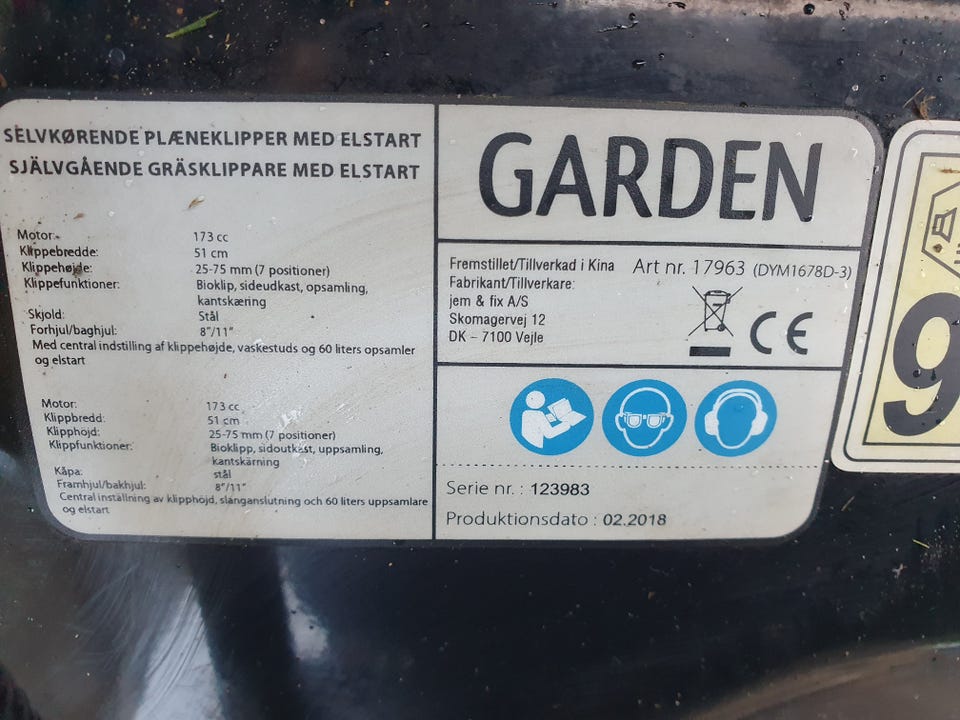 SELVKØRENDE PLÆNEKLIPPER MED ELSTART
SJÄLVGÅENDE GRÄSKLIPPARE MED ELSTART
Motor: 173 cc
Klippebredde: 51 cm
Klippehøjde: 25-75 mm (7 positioner)
Klippefunktioner: Bioklip, sideudkast, opsamling,
kantskæring
Skjold: Stål
Forhjul/baghjul: 8"/11"
Med central indstilling af klippehøjde, vaskestuds og 60 liters opsamler
og elstart
Motor: 173 cc
Klippbredd: 51 cm
Klipphöjd: 25-75 mm (7 positioner)
Klippfunktioner: Bioklipp, sidoutkast, uppsamling,
kantskärning
Kåpa: stål
Framhjul/bakhjul: 8"/11"
Central inställning av klipphöjd, slanganslutning och 60 liters uppsamlare
og elstart
GARDEN
Fremstillet/Tillverkad i Kina Art nr. 17963 (DYM1678D-3)
Fabrikant/Tillverkare:
jem & fix A/S
Skomagervej 12
DK – 7100 Vejle
CE
Serie nr. : 123983
Produktionsdato : 02.2018
9